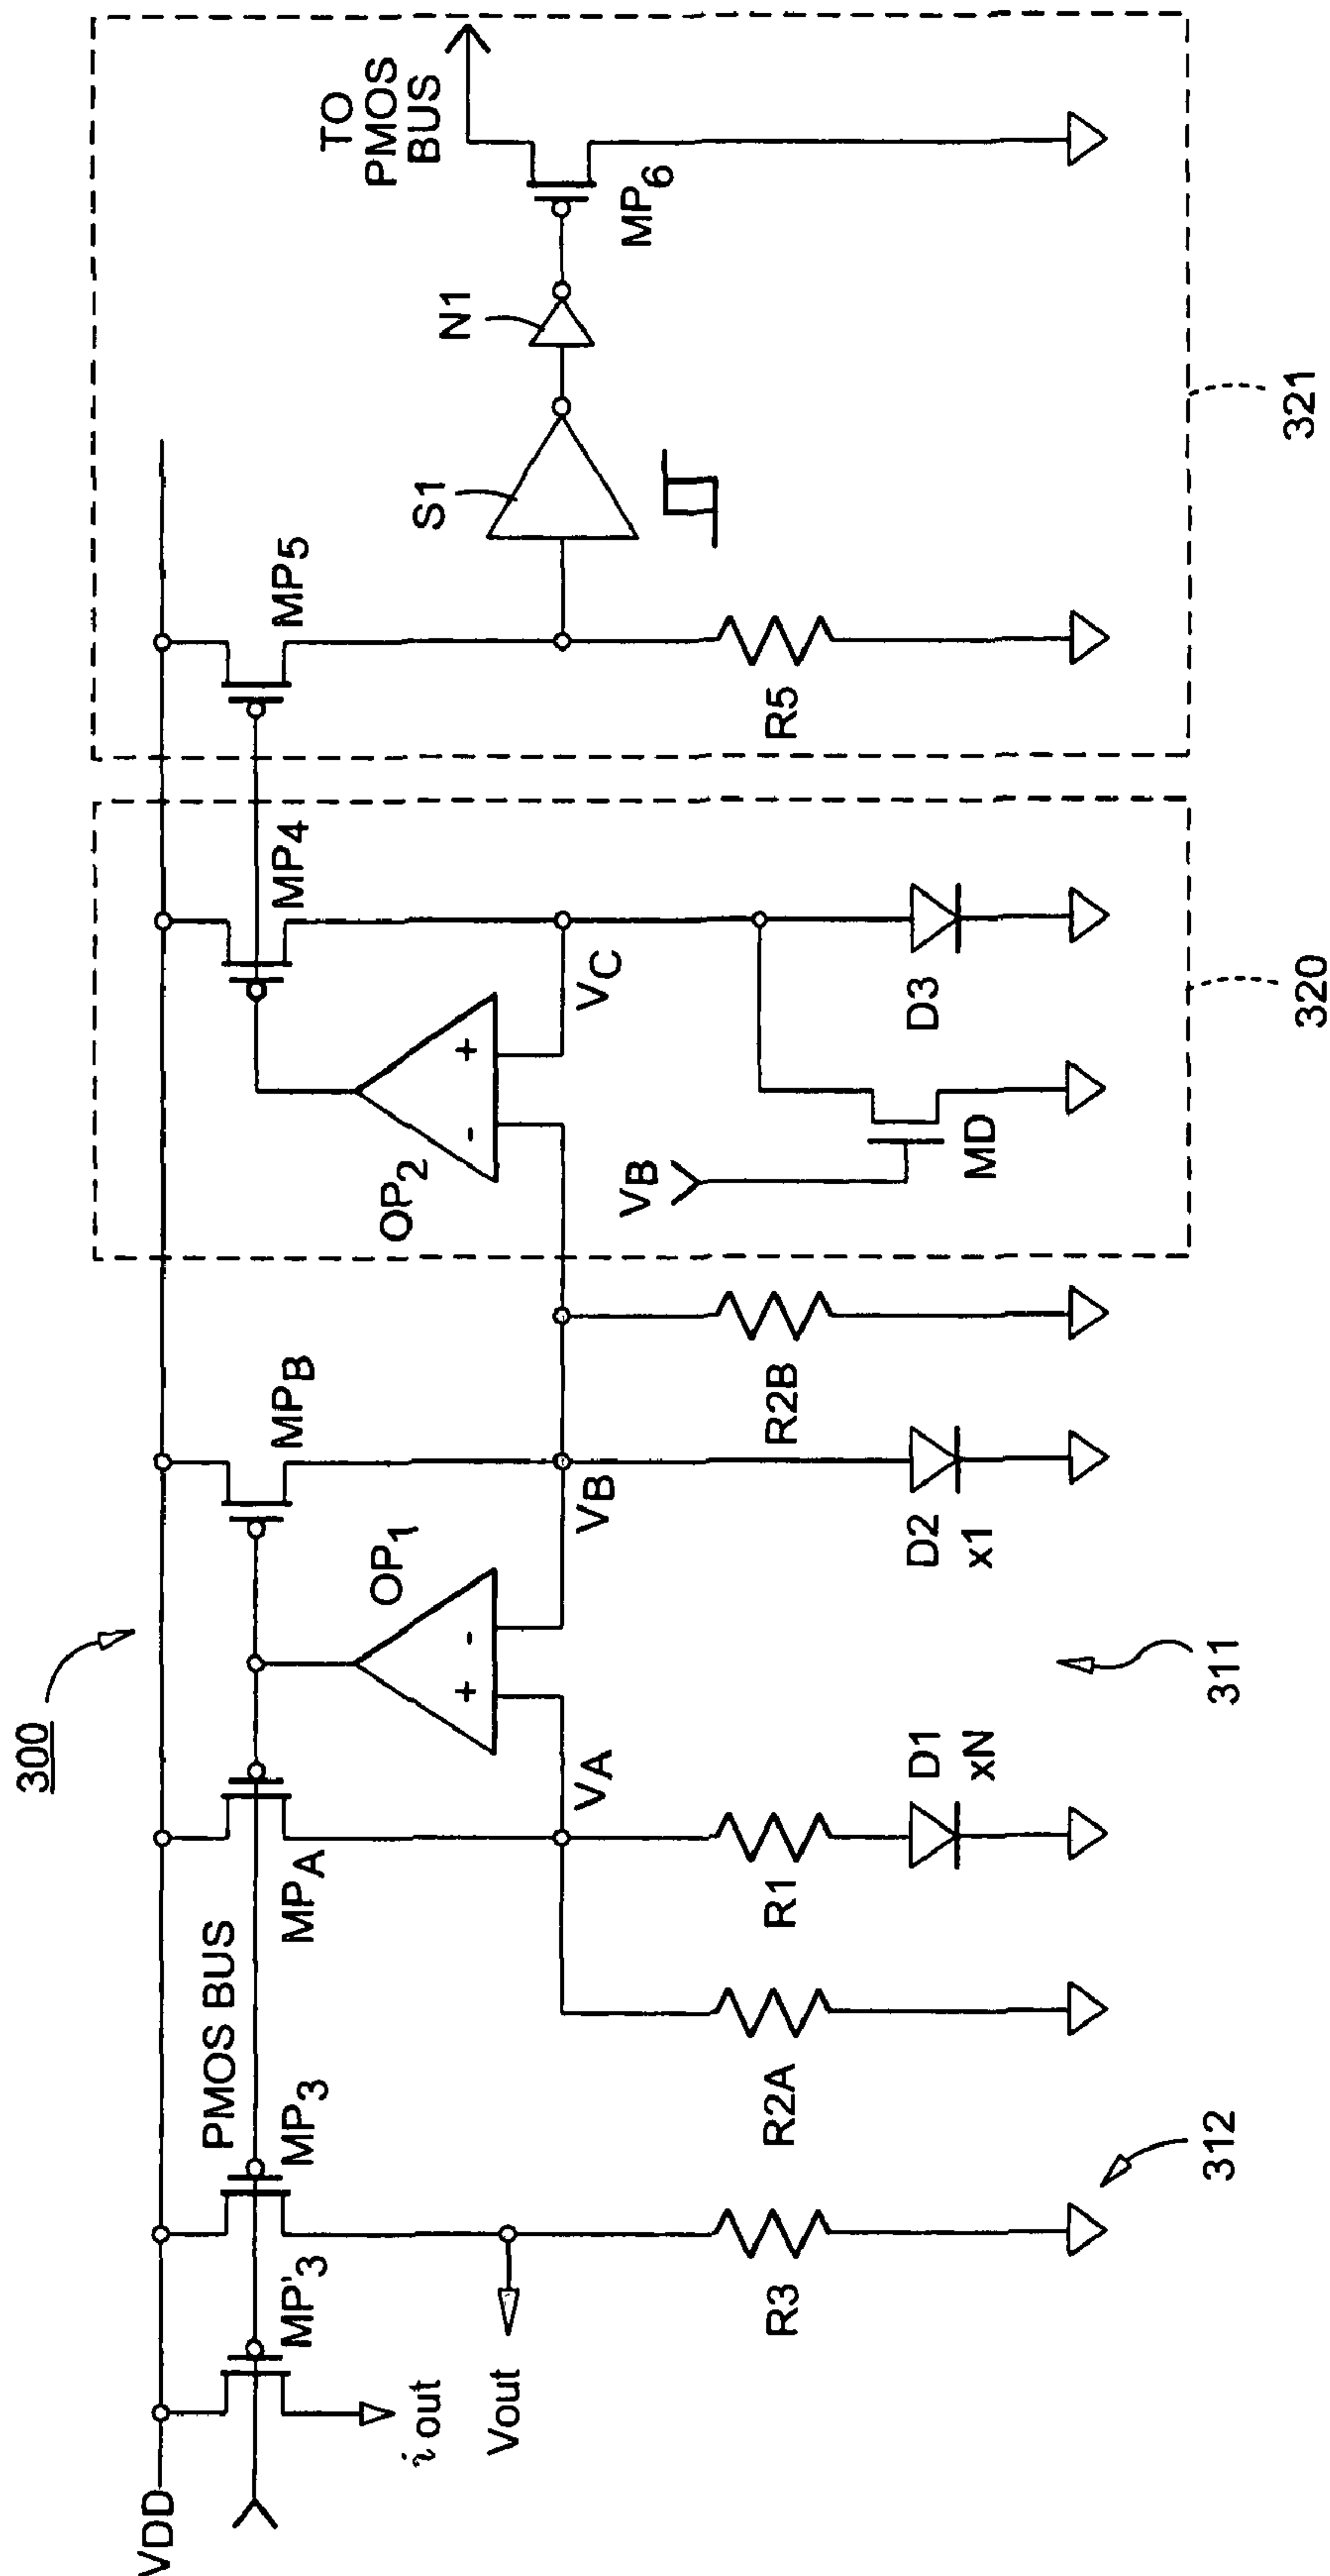 300
VDD
PMOS BUS
MP'3
MP3
MPA
OP1
MPB
OP2
MP4
MP5
TO
PMOS
BUS
+
-
-
+
S1
N1
MP6
i out
Vout
VA
VB
VC
VB
MD
R3
R2A
R1
D1
xN
D2
x1
R2B
D3
R5
312
311
320
321